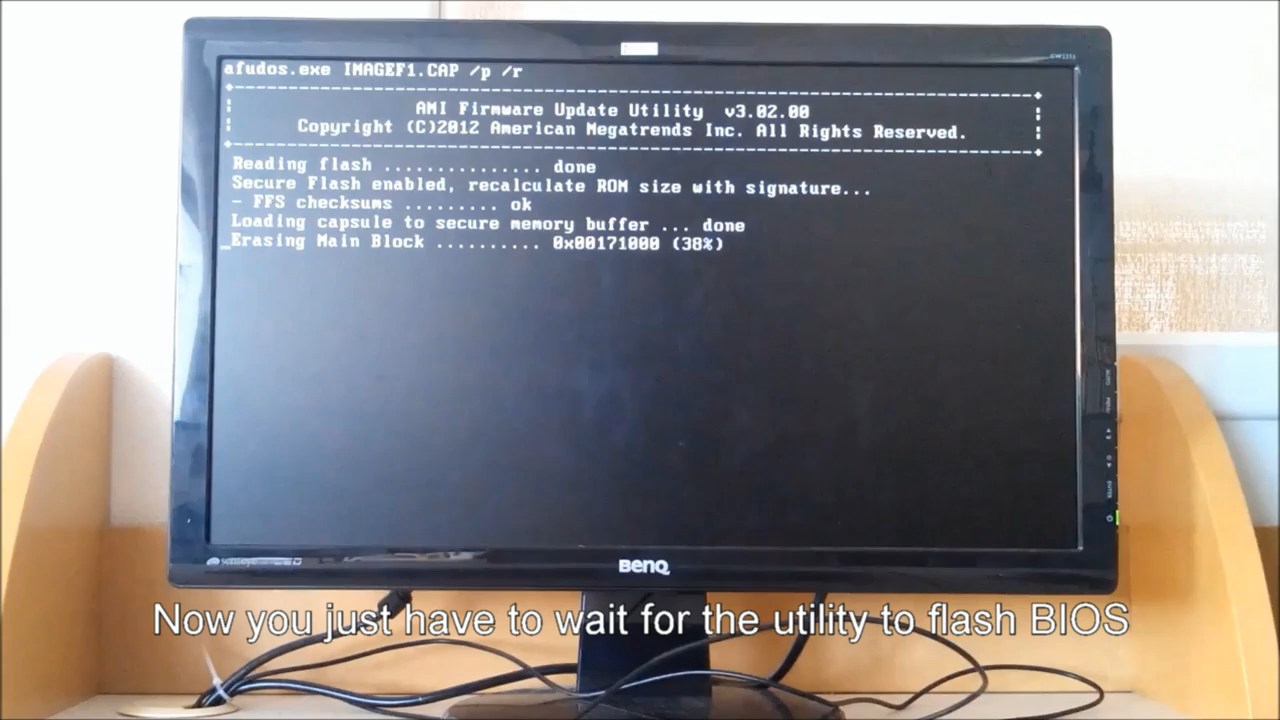 afudos.exe IMAGEF1.CAP /p /r
AMI Firmware Update Utility v3.02.00
Copyright (C)2012 American Megatrends Inc. All Rights Reserved.
Reading flash ............... done
Secure Flash enabled, recalculate ROM size with signature...
- FFS checksums ......... ok
Loading capsule to secure memory buffer ... done
_Erasing Main Block .......... 0x00171000 (38%)
BenQ
Now you just have to wait for the utility to flash BIOS